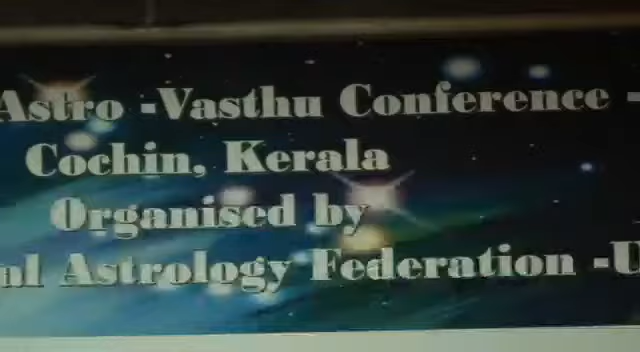 Astro -Vasthu Conference -
Cochin, Kerala
Organised by
al Astrology Federation -U